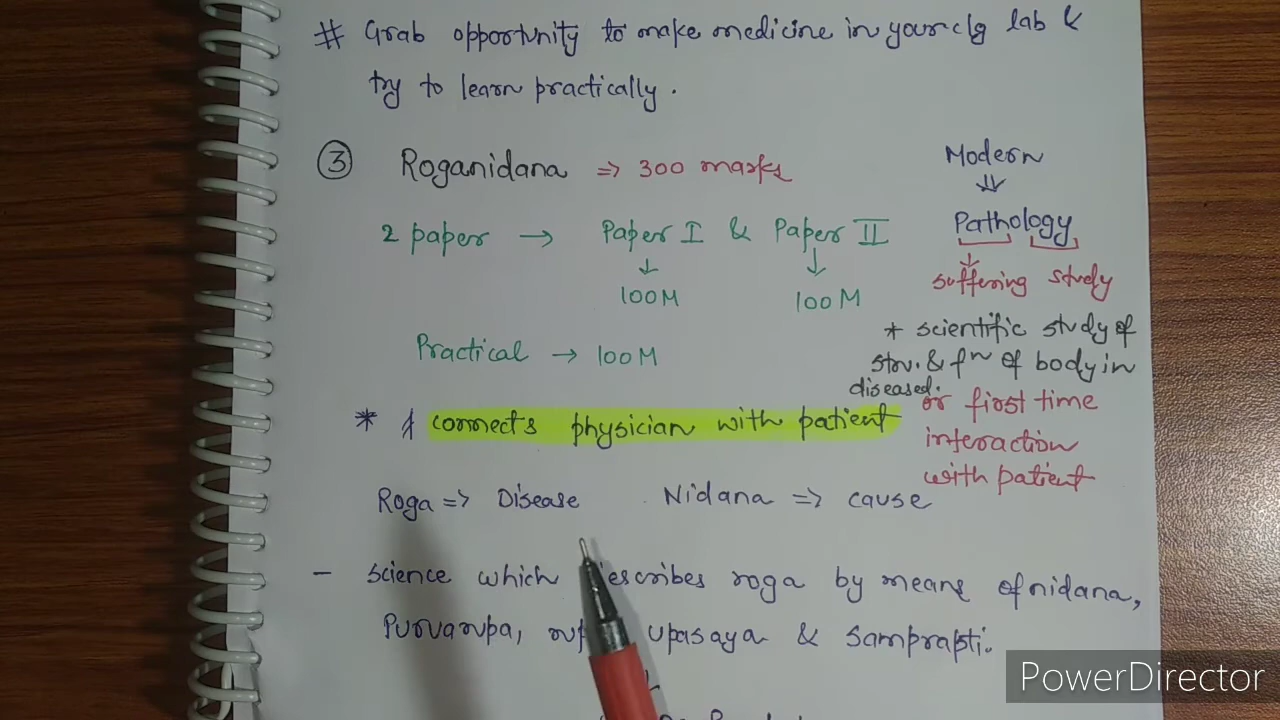 # Grab opportunity to make medicine in your clg lab &
try to learn practically.
③ Roganidana => 300 marks
2 paper → Paper I & Paper II
↓ ↓
100M 100M
Practical → 100M
Modern
⇓
Pathology
↓
suffering study
* scientific study of
stru. & fⁿ of body in
diseased.
* connects physician with patient
or first time
interaction
with patient
Roga => Disease Nidana => cause
- Science which describes roga by means of nidana,
Purvarupa, upasaya & samprapti.
PowerDirector